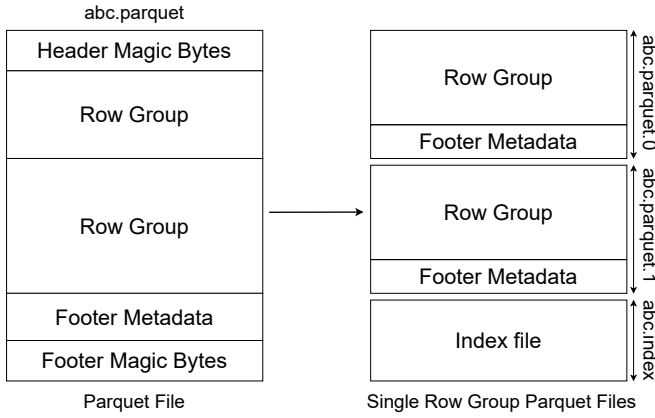 abc.parquet
Header Magic Bytes
Row Group
Row Group
Footer Metadata
Footer Magic Bytes
Parquet File
Row Group
Footer Metadata
abc.parquet.0
Row Group
Footer Metadata
abc.parquet.1
Index file
abc.index
Single Row Group Parquet Files